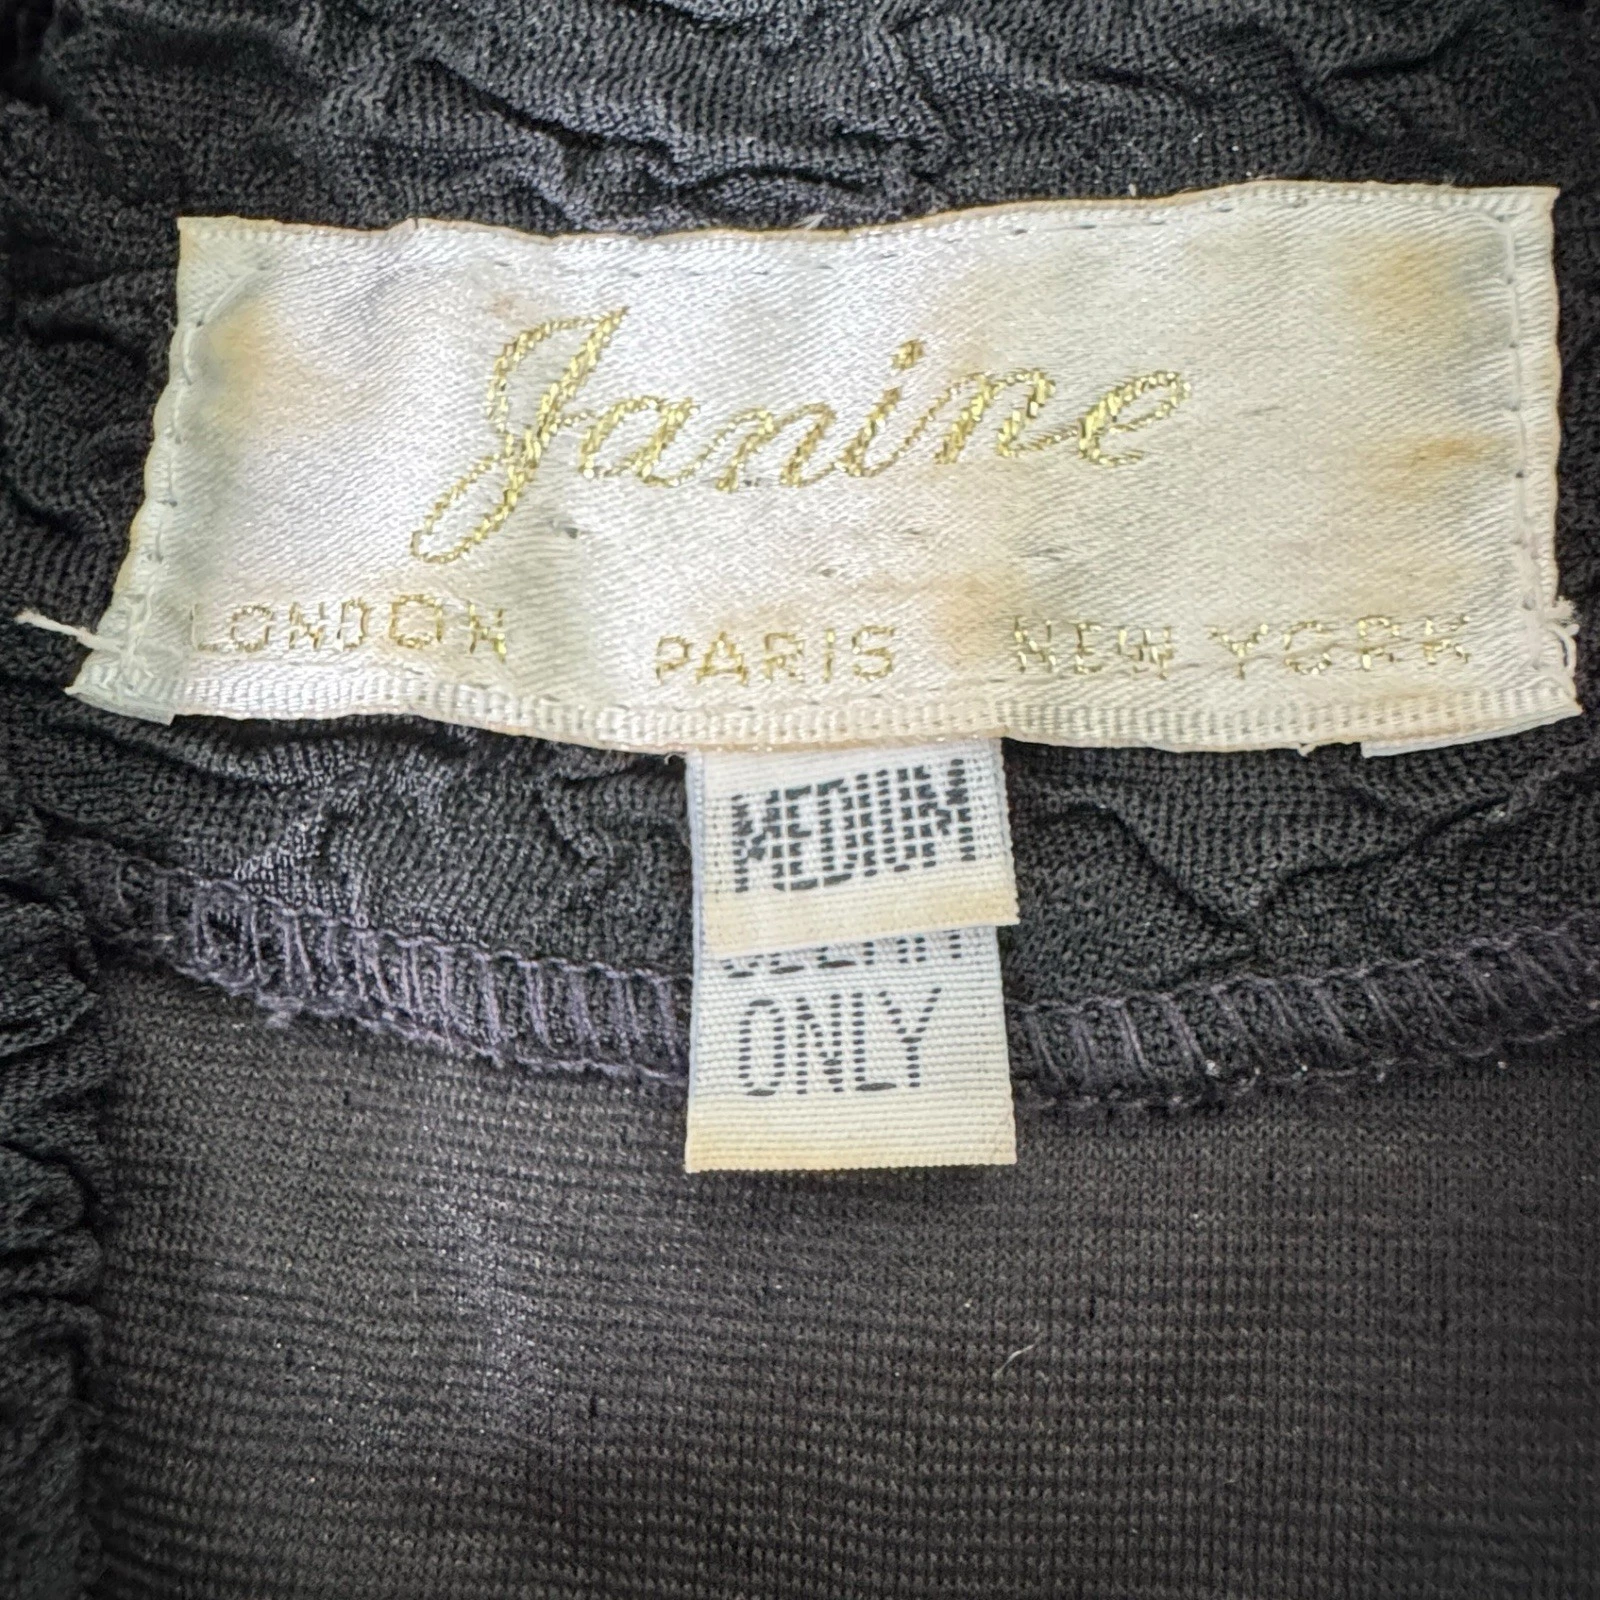 Janine
LONDON PARIS NEW YORK
MEDIUM
ONLY